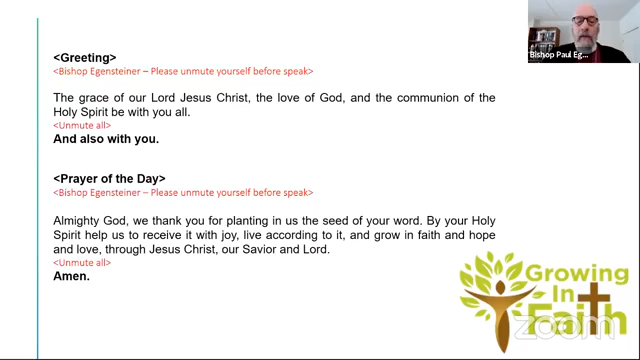 Bishop Paul Eg...
<Greeting>
<Bishop Egensteiner – Please unmute yourself before speak>
The grace of our Lord Jesus Christ, the love of God, and the communion of the
Holy Spirit be with you all.
<Unmute all>
And also with you.
<Prayer of the Day>
<Bishop Egensteiner – Please unmute yourself before speak>
Almighty God, we thank you for planting in us the seed of your word. By your Holy
Spirit help us to receive it with joy, live according to it, and grow in faith and hope
and love, through Jesus Christ, our Savior and Lord.
<Unmute all>
Amen.
Growing
In
Faith
zoom